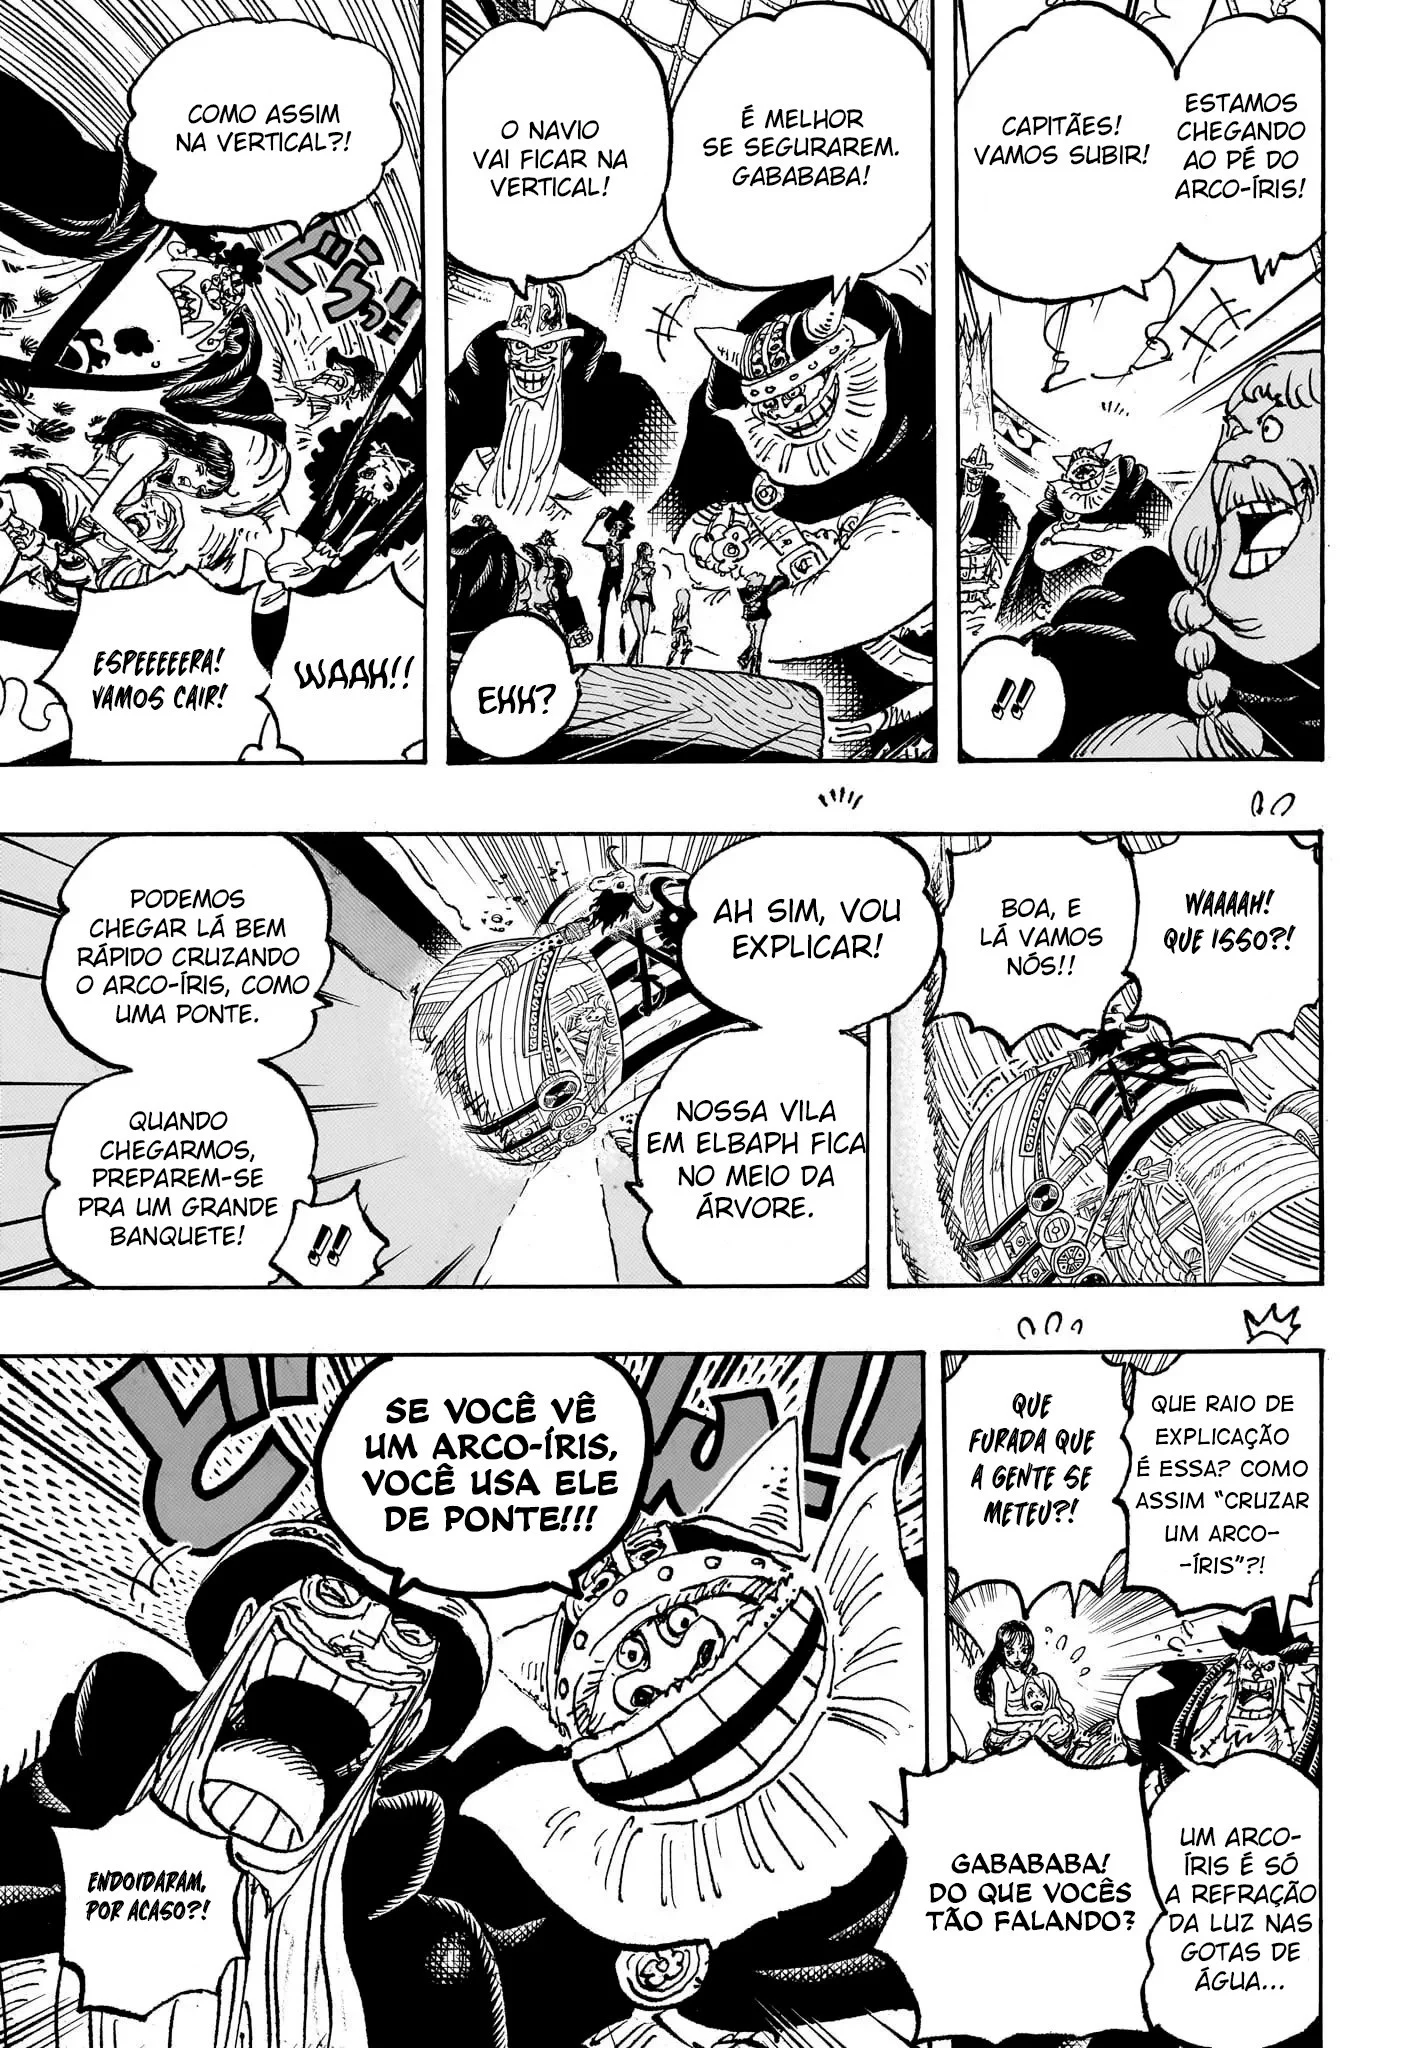 ESTAMOS
CHEGANDO
AO PÉ DO
ARCO-ÍRIS!
CAPITÃES!
VAMOS SUBIR!
!!
É MELHOR
SE SEGURAREM.
GABABABA!
O NAVIO
VAI FICAR NA
VERTICAL!
EHH?
COMO ASSIM
NA VERTICAL?!
どらっ!!
WAAH!!
ESPEEEEERA!
VAMOS CAIR!
WAAAAH!
QUE ISSO?!
BOA, E
LÁ VAMOS
NÓS!!
AH SIM, VOU
EXPLICAR!
NOSSA VILA
EM ELBAPH FICA
NO MEIO DA
ÁRVORE.
PODEMOS
CHEGAR LÁ BEM
RÁPIDO CRUZANDO
O ARCO-ÍRIS, COMO
UMA PONTE.
QUANDO
CHEGARMOS,
PREPAREM-SE
PRA UM GRANDE
BANQUETE!
!!
QUE RAIO DE
EXPLICAÇÃO
É ESSA? COMO
ASSIM “CRUZAR
UM ARCO-
-ÍRIS”?!
QUE
FURADA QUE
A GENTE SE
METEU?!
UM ARCO-
ÍRIS É SÓ
A REFRAÇÃO
DA LUZ NAS
GOTAS DE
ÁGUA...
GABABABA!
DO QUE VOCÊS
TÃO FALANDO?
SE VOCÊ VÊ
UM ARCO-ÍRIS,
VOCÊ USA ELE
DE PONTE!!!
どん!!
ENDOIDARAM,
POR ACASO?!